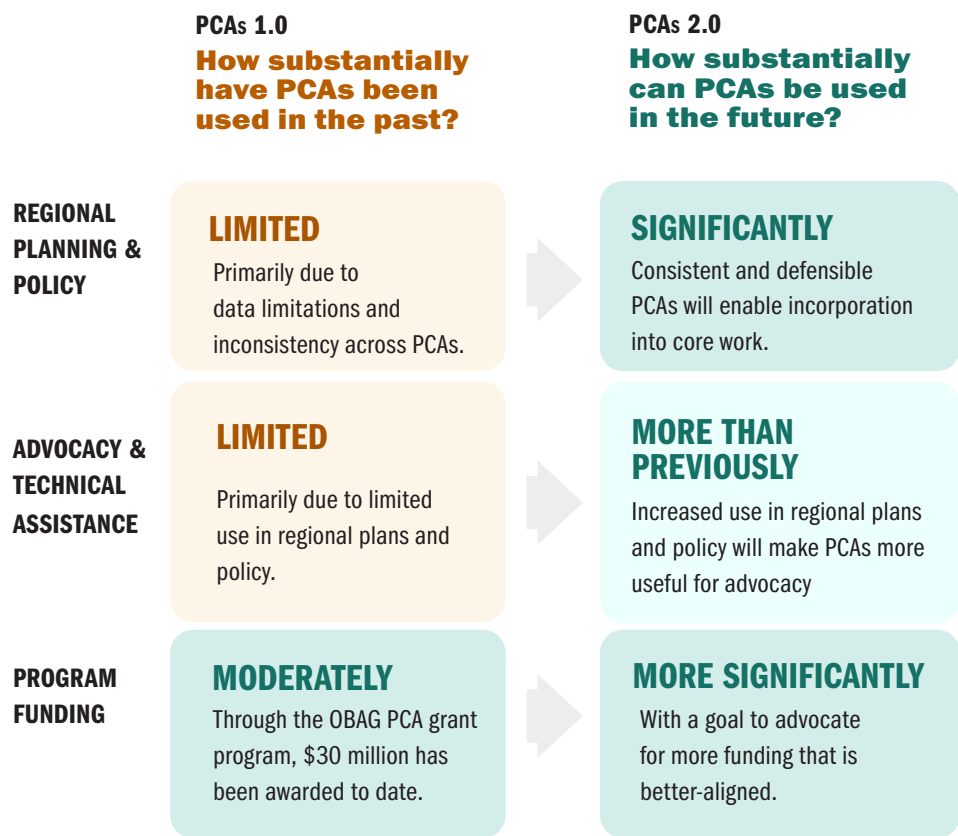 PCAs 1.0
How substantially
have PCAs been
used in the past?
PCAs 2.0
How substantially
can PCAs be used
in the future?
REGIONAL
PLANNING &
POLICY
LIMITED
Primarily due to
data limitations and
inconsistency across PCAs.
SIGNIFICANTLY
Consistent and defensible
PCAs will enable incorporation
into core work.
ADVOCACY &
TECHNICAL
ASSISTANCE
LIMITED
Primarily due to limited
use in regional plans and
policy.
MORE THAN
PREVIOUSLY
Increased use in regional plans
and policy will make PCAs more
useful for advocacy
PROGRAM
FUNDING
MODERATELY
Through the OBAG PCA grant
program, $30 million has
been awarded to date.
MORE SIGNIFICANTLY
With a goal to advocate
for more funding that is
better-aligned.